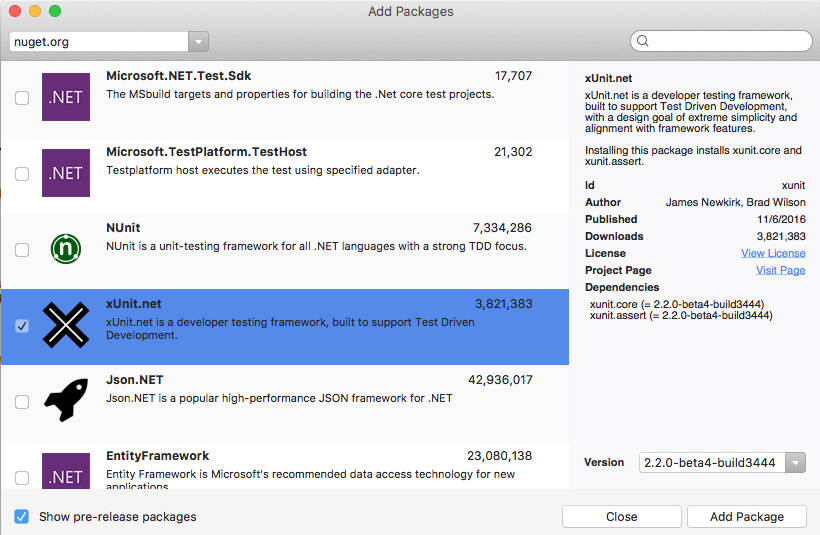 Add Packages
nuget.org
.NET
Microsoft.NET.Test.Sdk 17,707
The MSbuild targets and properties for building the .Net core test projects.
.NET
Microsoft.TestPlatform.TestHost 21,302
Testplatform host executes the test using specified adapter.
n
NUnit 7,334,286
NUnit is a unit-testing framework for all .NET languages with a strong TDD focus.
xUnit.net 3,821,383
xUnit.net is a developer testing framework, built to support Test Driven
Development.
Json.NET 42,936,017
Json.NET is a popular high-performance JSON framework for .NET
.NET
EntityFramework 23,080,138
Entity Framework is Microsoft's recommended data access technology for new
applications.
xUnit.net
xUnit.net is a developer testing framework,
built to support Test Driven Development,
with a design goal of extreme simplicity and
alignment with framework features.
Installing this package installs xunit.core and
xunit.assert.
Id xunit
Author James Newkirk, Brad Wilson
Published 11/6/2016
Downloads 3,821,383
License View License
Project Page Visit Page
Dependencies
xunit.core (= 2.2.0-beta4-build3444)
xunit.assert (= 2.2.0-beta4-build3444)
Version 2.2.0-beta4-build3444
Show pre-release packages
Close
Add Package